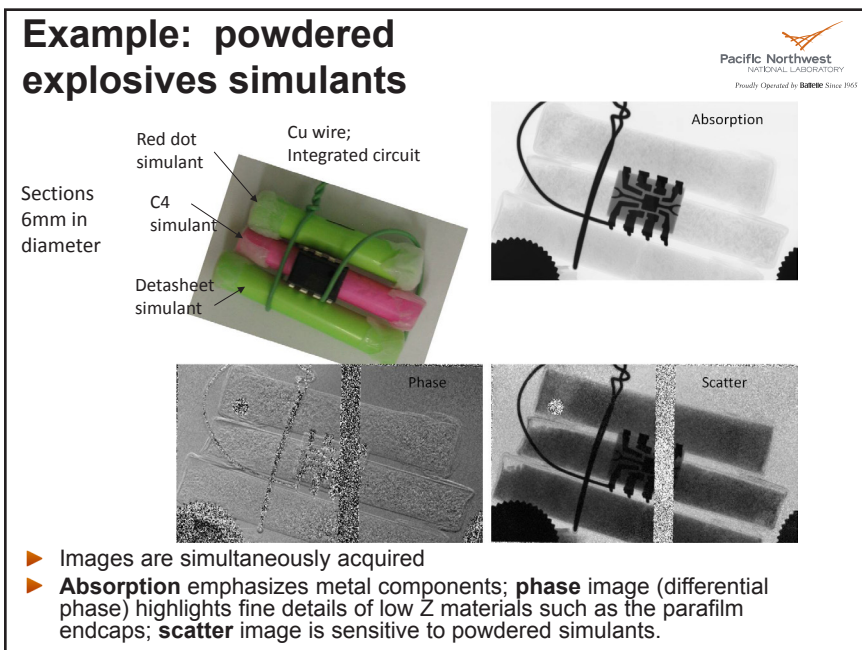 Example: powdered
explosives simulants
Pacific Northwest
NATIONAL LABORATORY
Proudly Operated by Battelle Since 1965
Red dot
simulant
Cu wire;
Integrated circuit
Absorption
Sections
6mm in
diameter
C4
simulant
Detasheet
simulant
Phase
Scatter
Images are simultaneously acquired
Absorption emphasizes metal components; phase image (differential
phase) highlights fine details of low Z materials such as the parafilm
endcaps; scatter image is sensitive to powdered simulants.